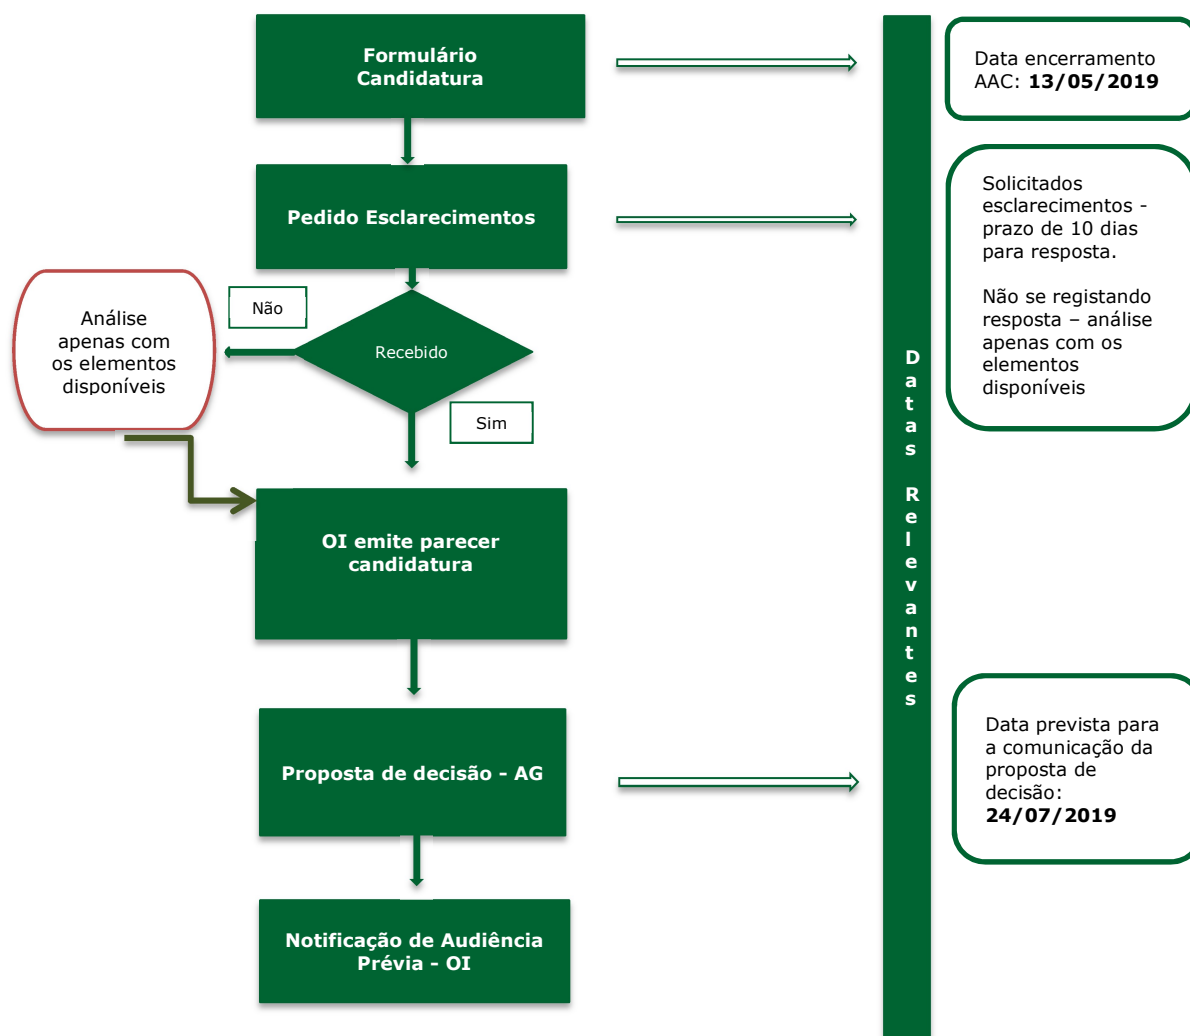 Formulário
Candidatura
Data encerramento
AAC: 13/05/2019
Pedido Esclarecimentos
Solicitados
esclarecimentos -
prazo de 10 dias
para resposta.
Não se registando
resposta – análise
apenas com os
elementos
disponíveis
Não
Análise
apenas com
os elementos
disponíveis
Recebido
Sim
Datas Relevantes
OI emite parecer
candidatura
Proposta de decisão - AG
Data prevista para
a comunicação da
proposta de
decisão:
24/07/2019
Notificação de Audiência
Prévia - OI